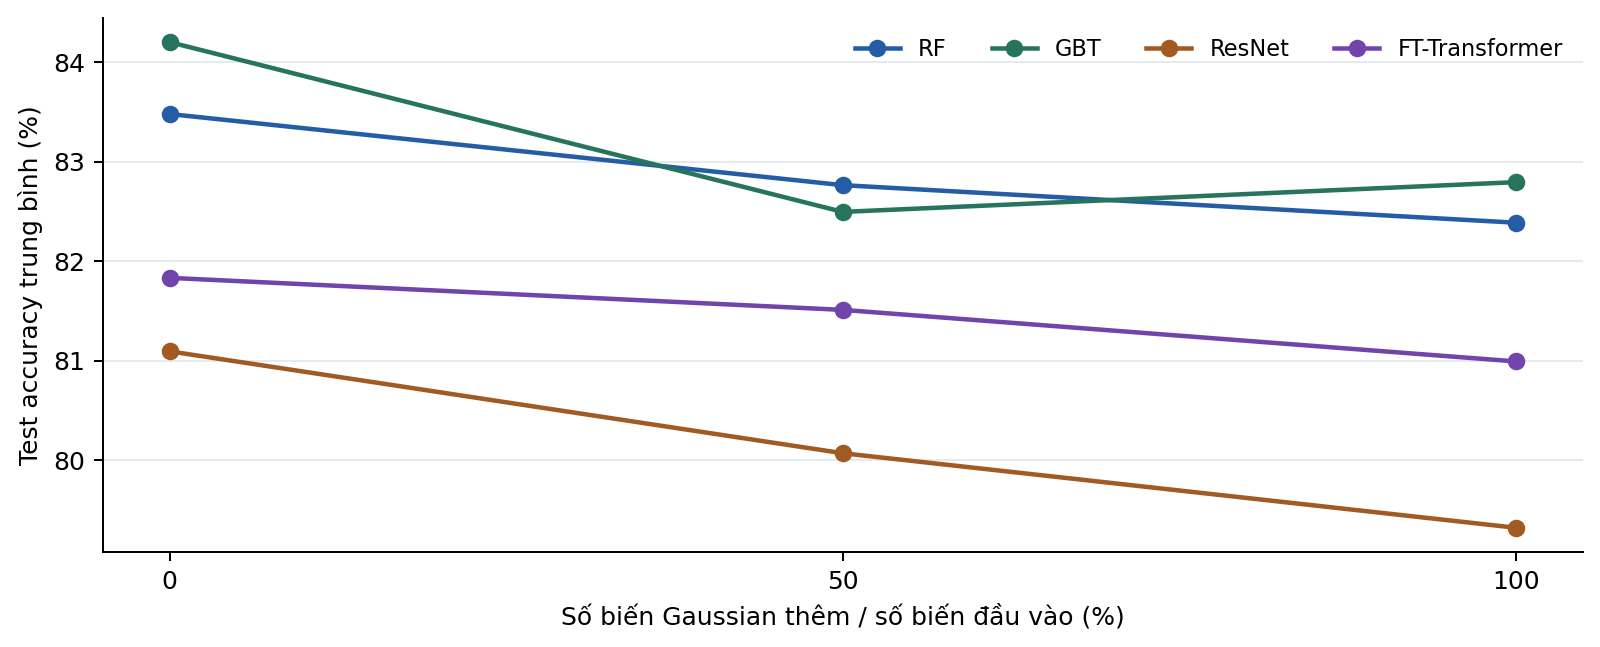 RF GBT ResNet FT-Transformer
84
83
82
81
80
Test accuracy trung bình (%)
0 50 100
Số biến Gaussian thêm / số biến đầu vào (%)